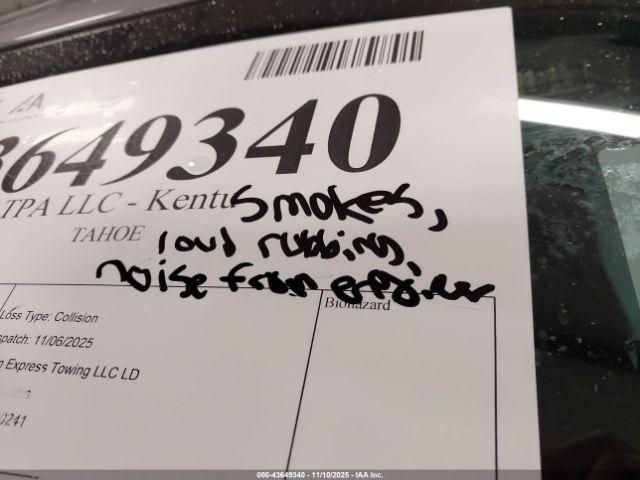 3649340
TPA LLC - Kentu
Smokes,
TAHOE
loud rubbing,
noise from engine
Biohazard
Loss Type: Collision
spatch: 11/06/2025
Express Towing LLC LD
0241
000-43649340 - 11/10/2025 - IAA Inc.